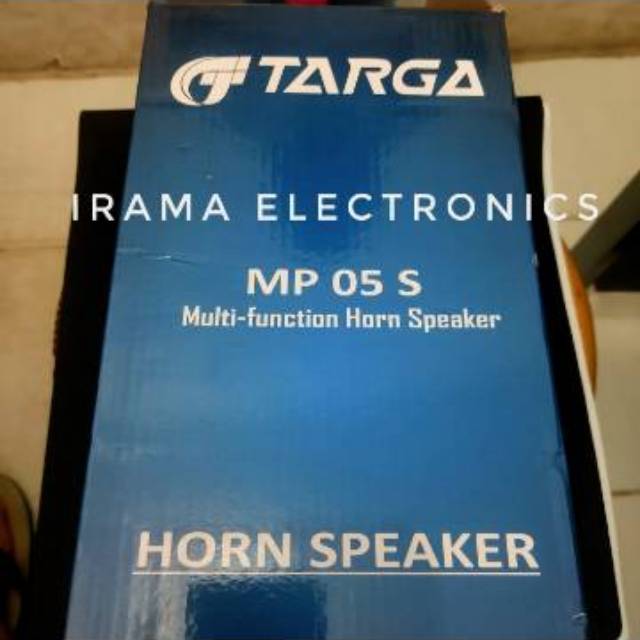 TARGA
IRAMA ELECTRONICS
MP 05 S
Multi-function Horn Speaker
HORN SPEAKER